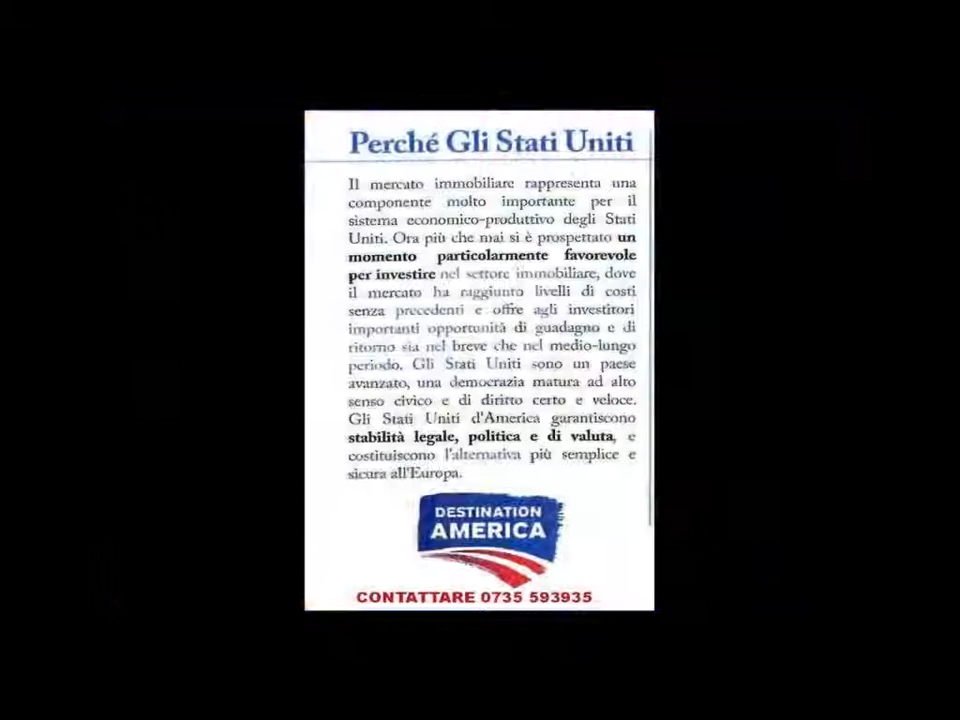 Perché Gli Stati Uniti
Il mercato immobiliare rappresenta una
componente molto importante per il
sistema economico-produttivo degli Stati
Uniti. Ora più che mai si è prospettato un
momento particolarmente favorevole
per investire nel settore immobiliare, dove
il mercato ha raggiunto livelli di costi
senza precedenti e offre agli investitori
importanti opportunità di guadagno e di
ritorno sia nel breve che nel medio-lungo
periodo. Gli Stati Uniti sono un paese
avanzato, una democrazia matura ad alto
senso civico e di diritto certo e veloce.
Gli Stati Uniti d'America garantiscono
stabilità legale, politica e di valuta, e
costituiscono l'alternativa più semplice e
sicura all'Europa.
DESTINATION
AMERICA
CONTATTARE 0735 593935